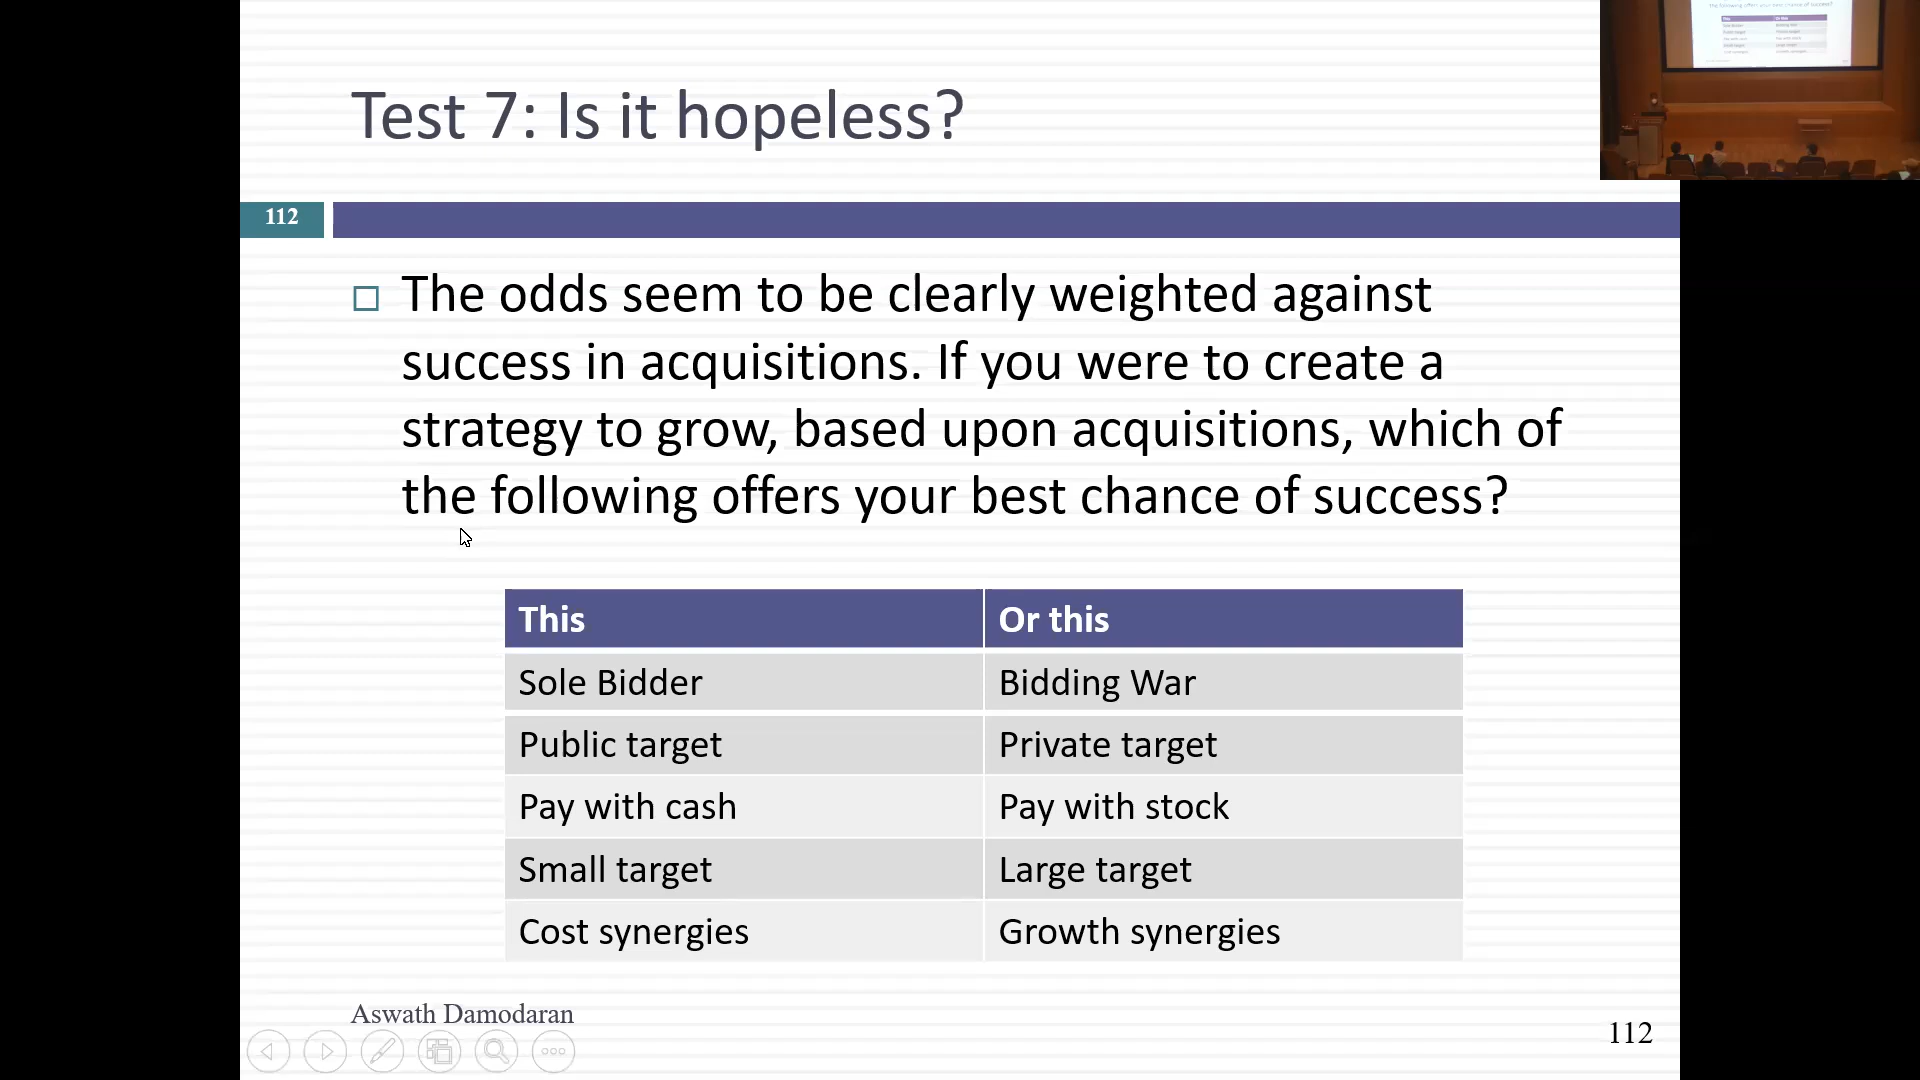 Test 7: Is it hopeless?
112
The odds seem to be clearly weighted against
success in acquisitions. If you were to create a
strategy to grow, based upon acquisitions, which of
the following offers your best chance of success?
This Or this
Sole Bidder Bidding War
Public target Private target
Pay with cash Pay with stock
Small target Large target
Cost synergies Growth synergies
Aswath Damodaran
112